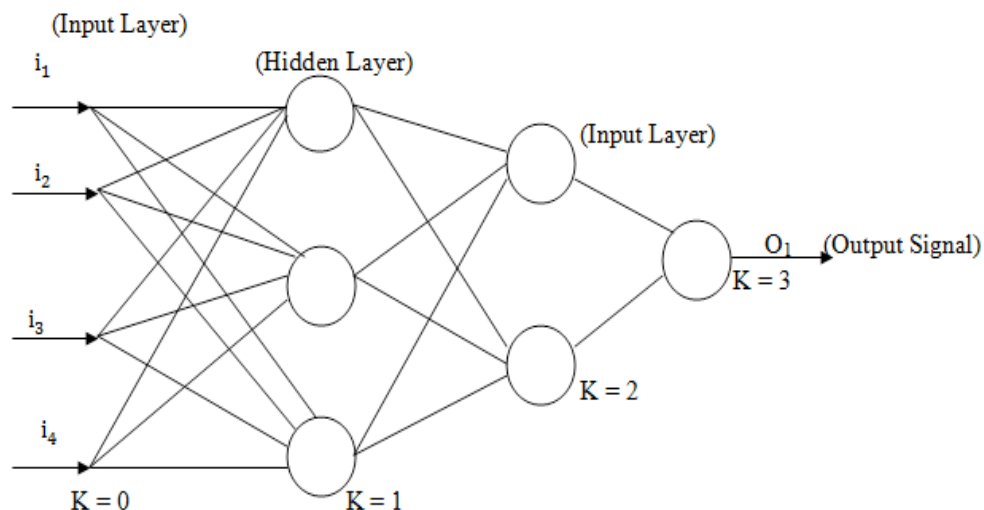 (Input Layer)
i₁
(Hidden Layer)
i₂
(Input Layer)
O₁ (Output Signal)
K = 3
i₃
K = 2
i₄
K = 0
K = 1